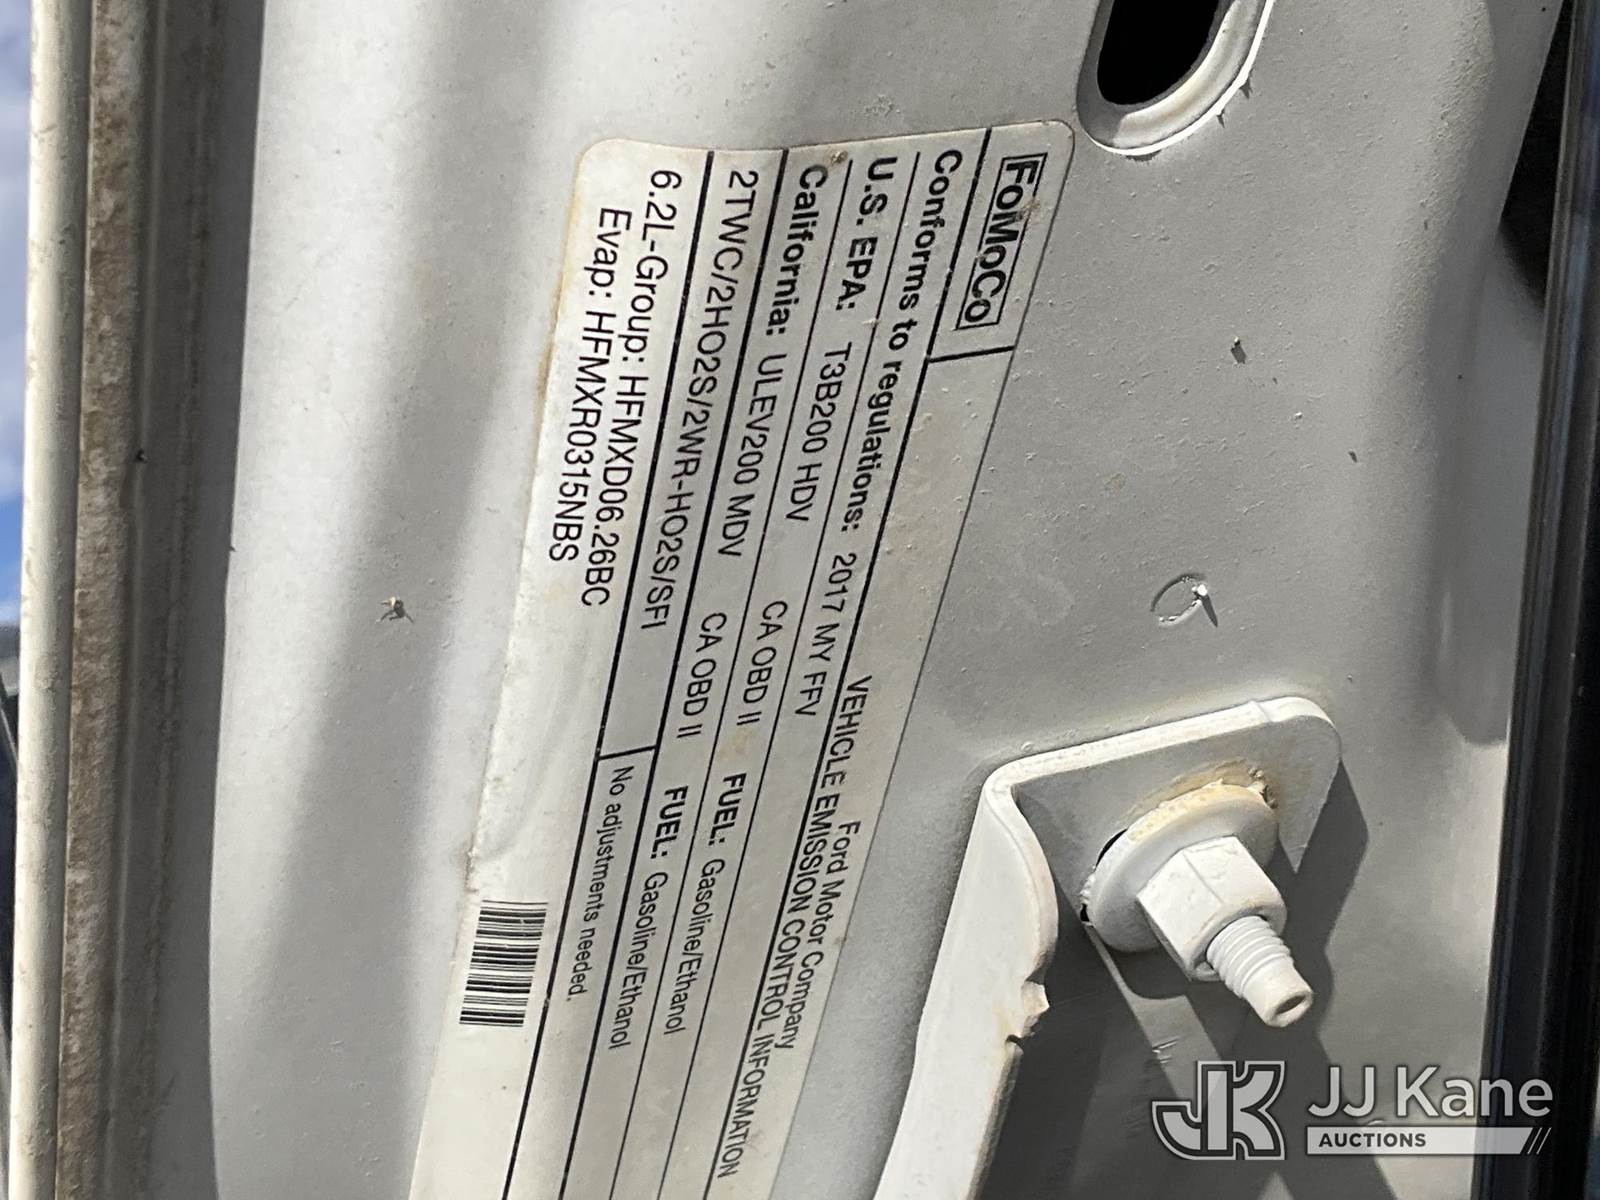 FoMoCo
Ford Motor Company
VEHICLE EMISSION CONTROL INFORMATION
Conforms to regulations: 2017 MY FFV
U.S. EPA: T3B200 HDV CA OBD II FUEL: Gasoline/Ethanol
California: ULEV200 MDV CA OBD II FUEL: Gasoline/Ethanol
2TWC/2HO2S/2WR-HO2S/SFI
No adjustments needed.
6.2L-Group: HFMXD06.26BC
Evap: HFMXR0315NBS
JK JJ Kane
AUCTIONS